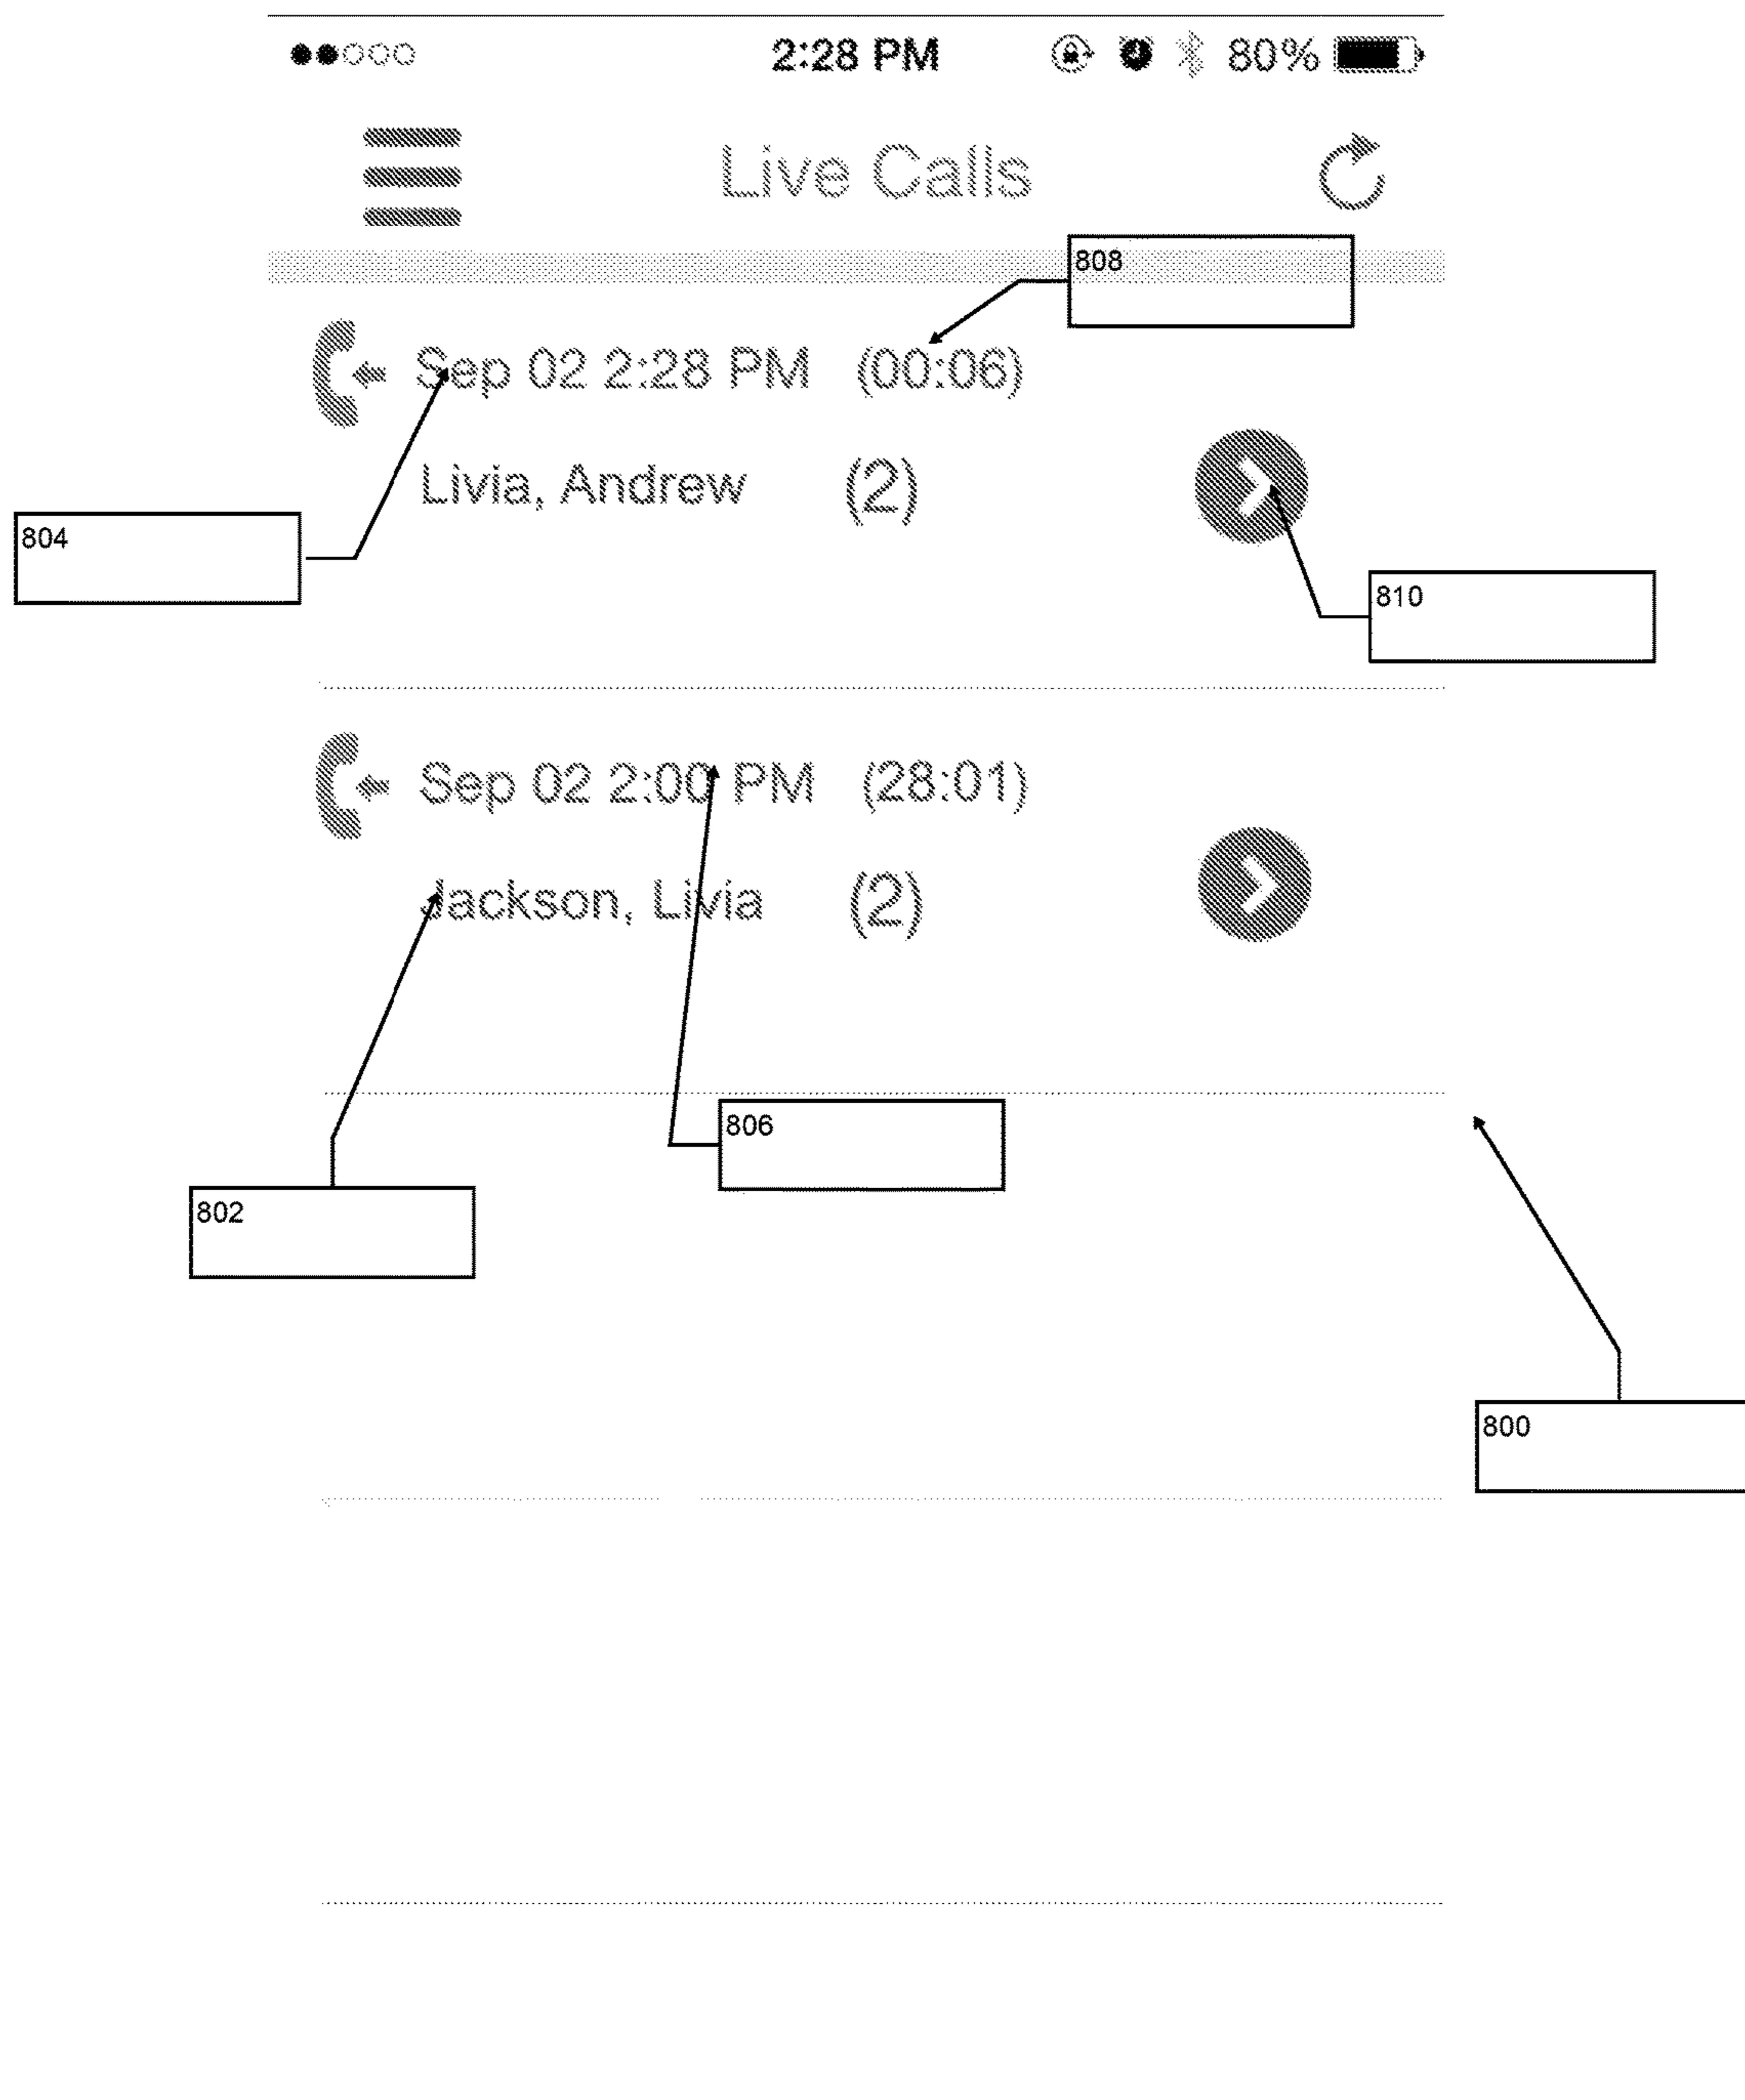 2:28 PM 80%
Live Calls
808
Sep 02 2:28 PM (00:06)
Livia, Andrew (2)
804
810
Sep 02 2:00 PM (28:01)
Jackson, Livia (2)
806
802
800